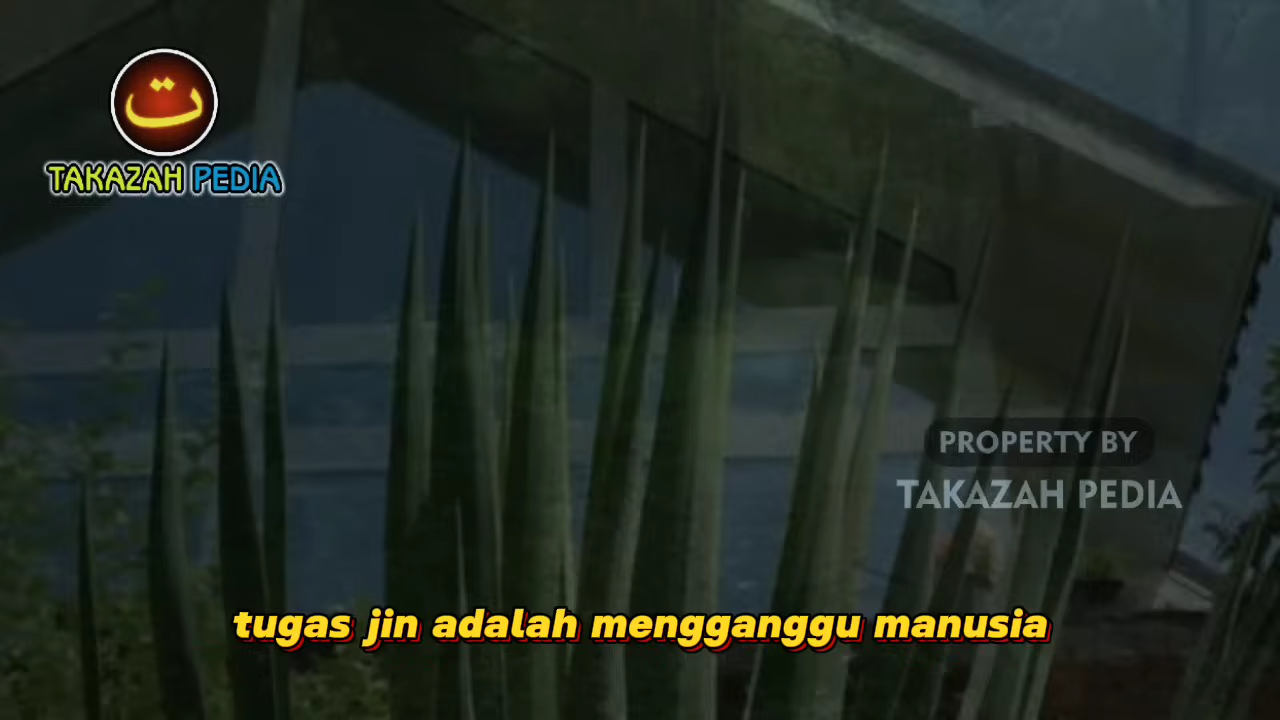 ت
TAKAZAH PEDIA
PROPERTY BY
TAKAZAH PEDIA
tugas jin adalah mengganggu manusia